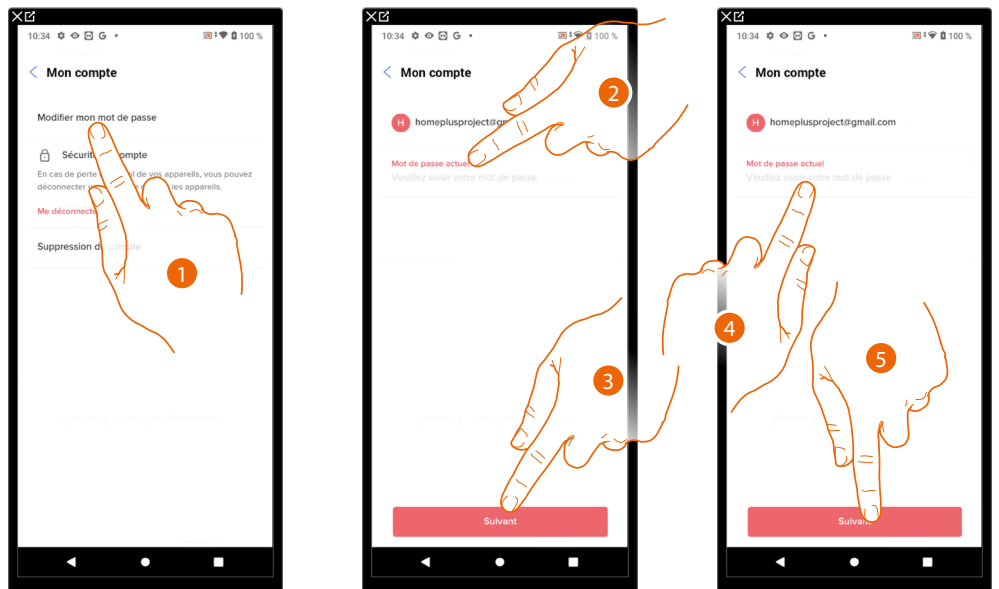 10:34 G • 100 %
Mon compte
Modifier mon mot de passe
Sécurit compte
En cas de perte ol de vos appareils, vous pouvez
déconnecter les appareils.
Me déconnecte
Suppression d compte
1
10:34 G • 100 %
Mon compte
2
H homeplusproject@g
Mot de passe actuel
Veuillez saisir votre mot de passe
3
Suivant
10:34 G • 100 %
Mon compte
H homeplusproject@gmail.com
Mot de passe actuel
Veuillez saisir votre mot de passe
4
5
Suivant